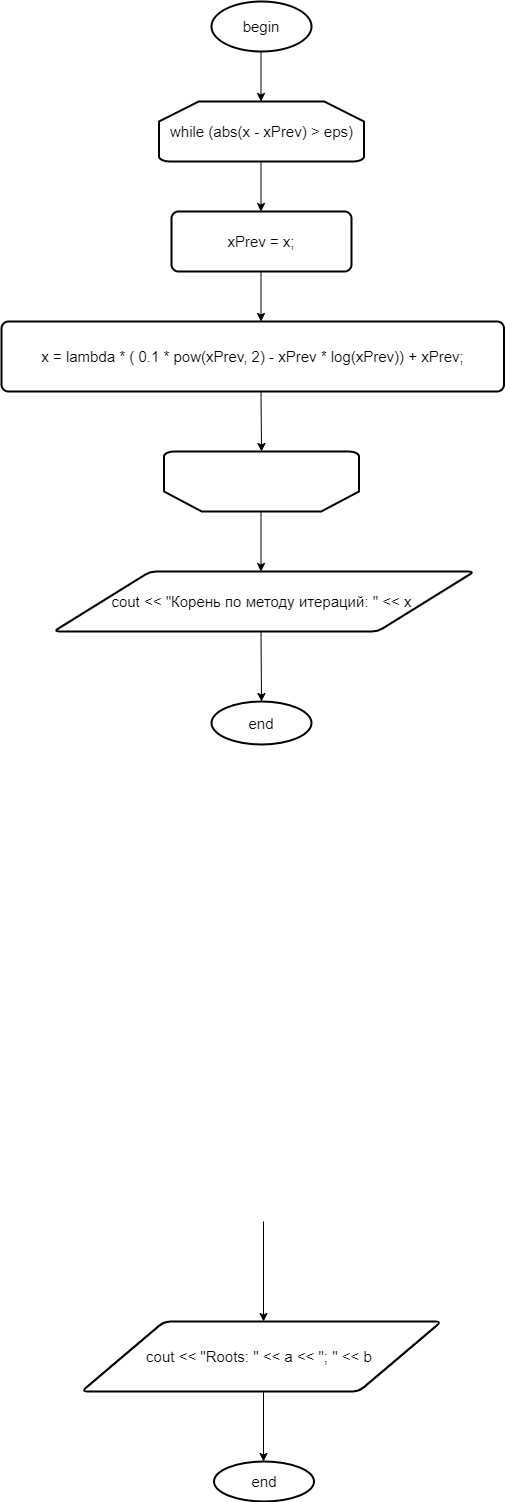 begin
while (abs(x - xPrev) > eps)
xPrev = x;
x = lambda * ( 0.1 * pow(xPrev, 2) - xPrev * log(xPrev)) + xPrev;
cout << "Корень по методу итераций: " << x
end
cout << "Roots: " << a << "; " << b
end